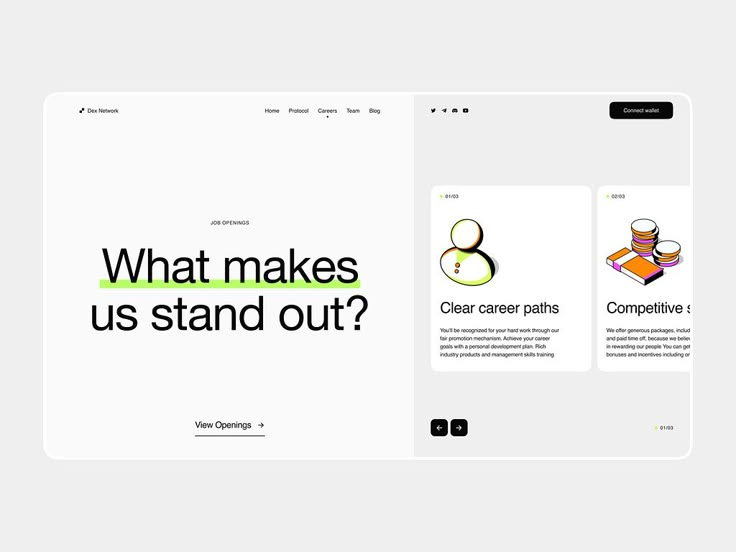 Dex Network
Home Protocol Careers Team Blog
Connect wallet
JOB OPENINGS
What makes
us stand out?
View Openings →
01/03
Clear career paths
You'll be recognized for your hard work through our
fair promotion mechanism. Achieve your career
goals with a personal development plan. Rich
industry products and management skills training
02/03
Competitive s
We offer generous packages, includ
and paid time off, because we believe
in rewarding our people You can get
bonuses and incentives including or
← →
01/03